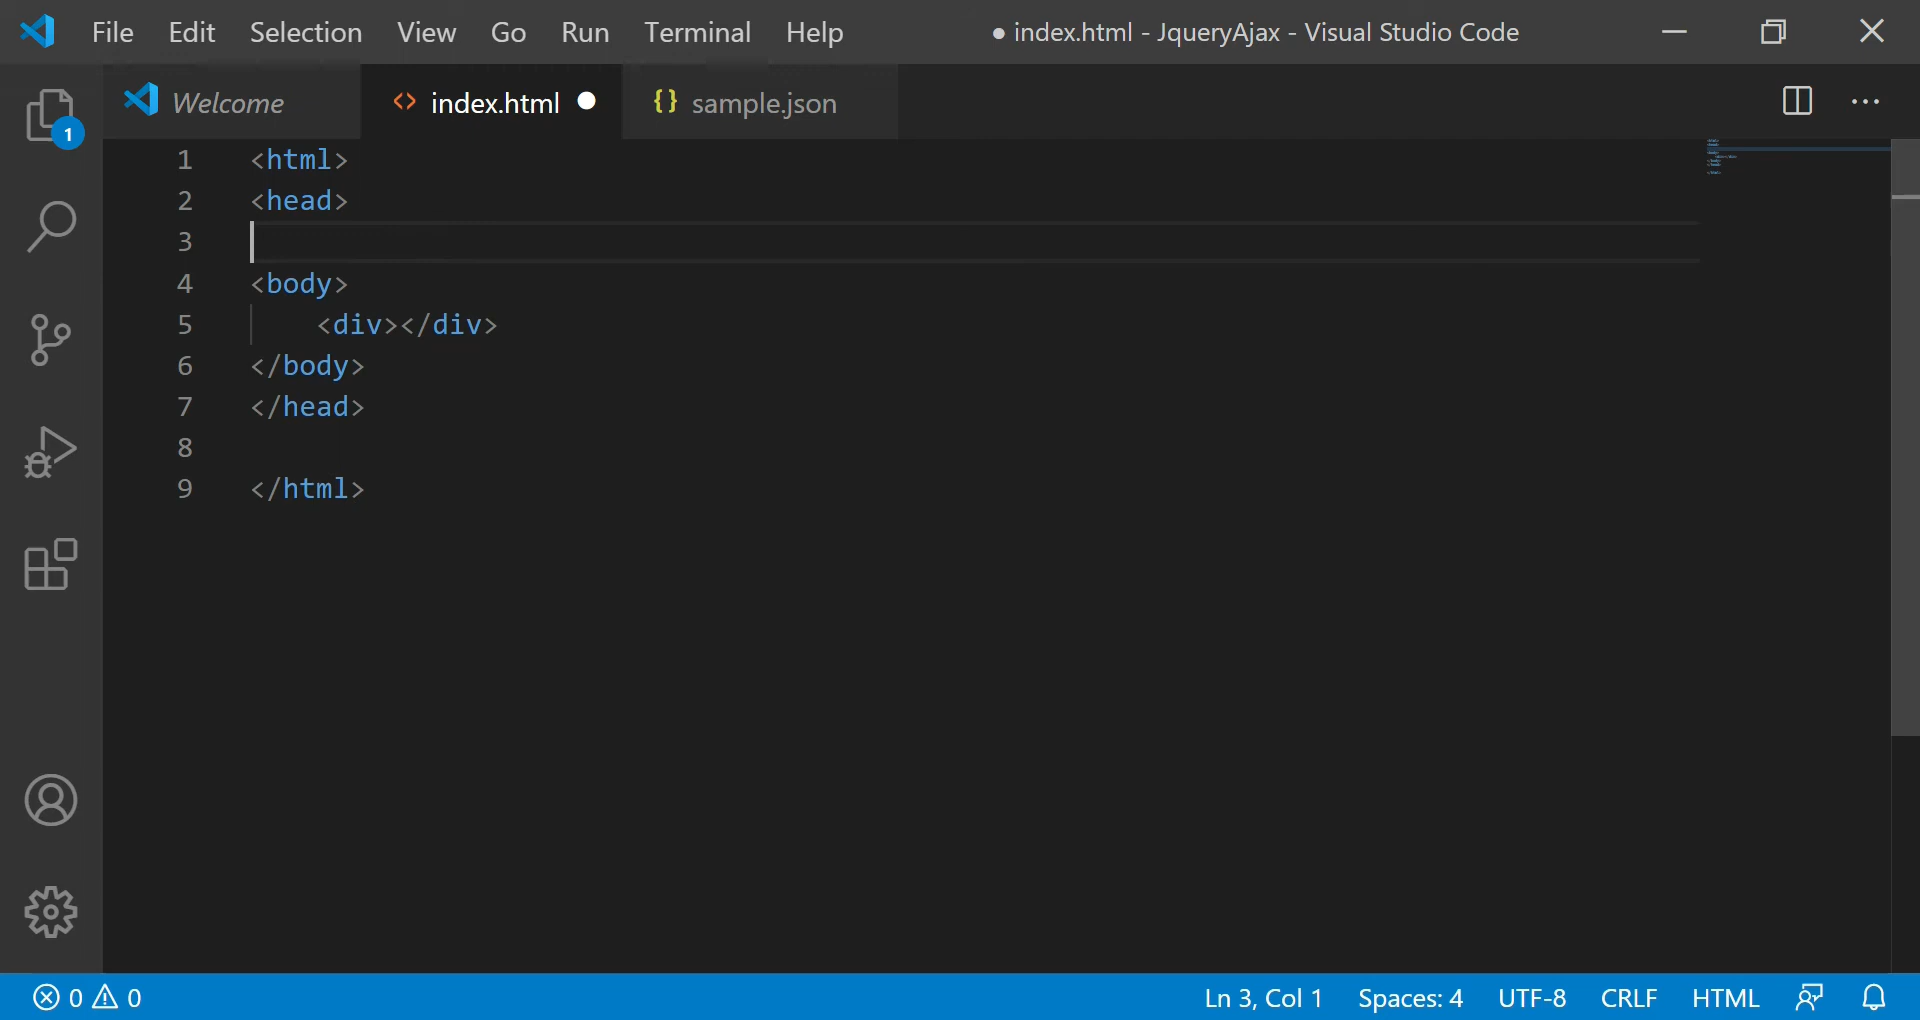 File Edit Selection View Go Run Terminal Help ● index.html - JqueryAjax - Visual Studio Code
Welcome index.html sample.json
1
1 <html>
2 <head>
3
4 <body>
5 <div></div>
6 </body>
7 </head>
8
9 </html>
0 0 Ln 3, Col 1 Spaces: 4 UTF-8 CRLF HTML